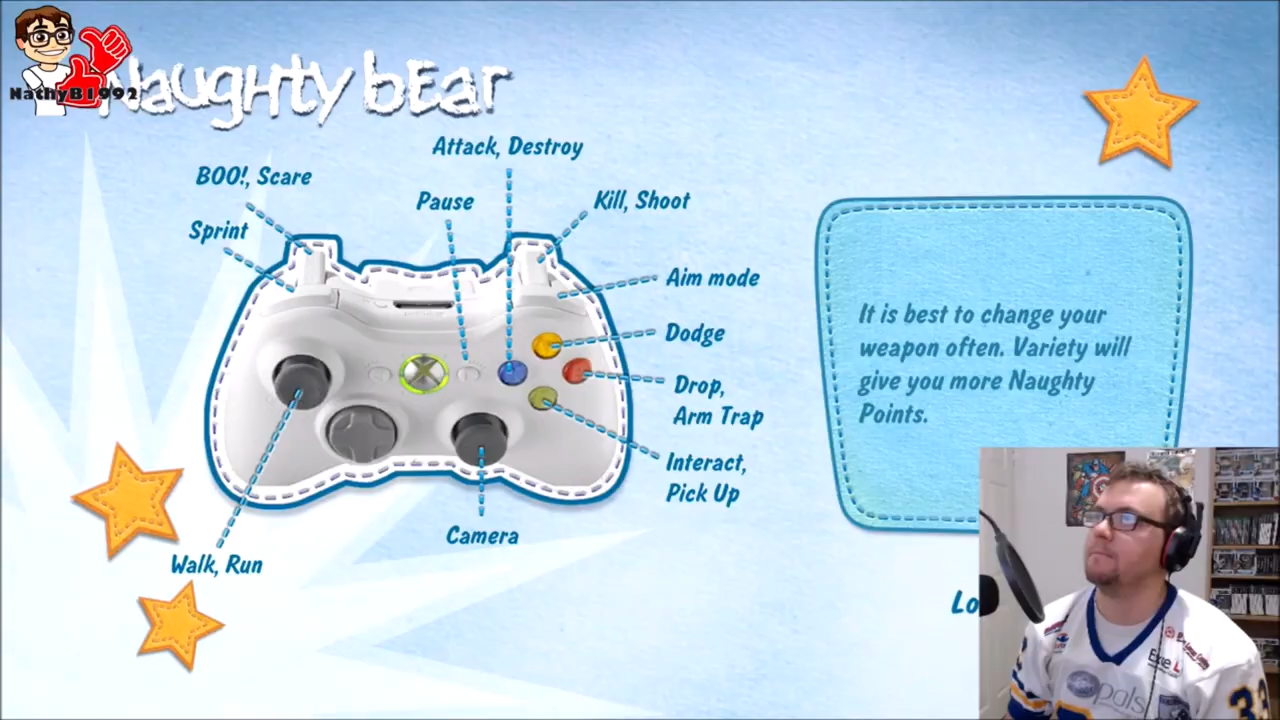 NathyB1992
Naughty bEar
Attack, Destroy
BOO!, Scare
Pause
Kill, Shoot
Sprint
Aim mode
Dodge
Drop,
Arm Trap
Interact,
Pick Up
Camera
Walk, Run
It is best to change your
weapon often. Variety will
give you more Naughty
Points.
Lo
opals
33